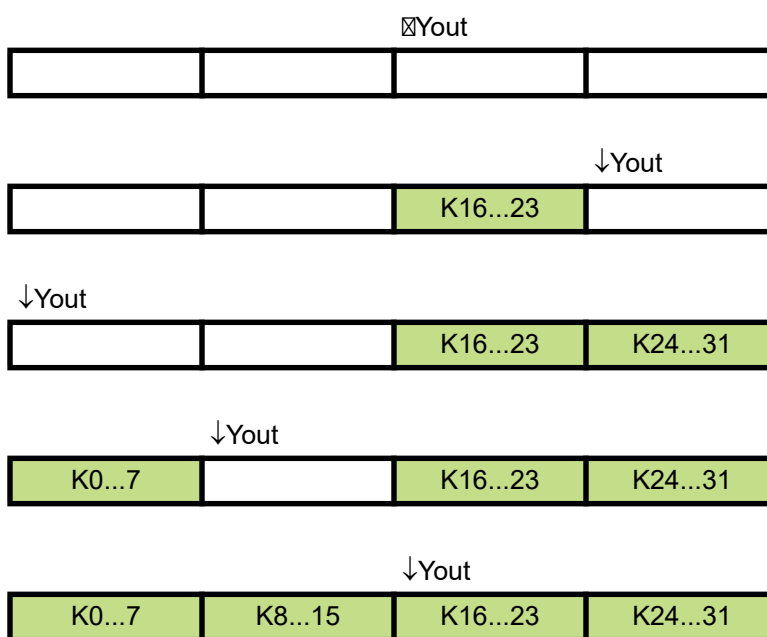 ☒Yout
↓Yout
K16...23
↓Yout
K16...23 K24...31
↓Yout
K0...7 K16...23 K24...31
↓Yout
K0...7 K8...15 K16...23 K24...31